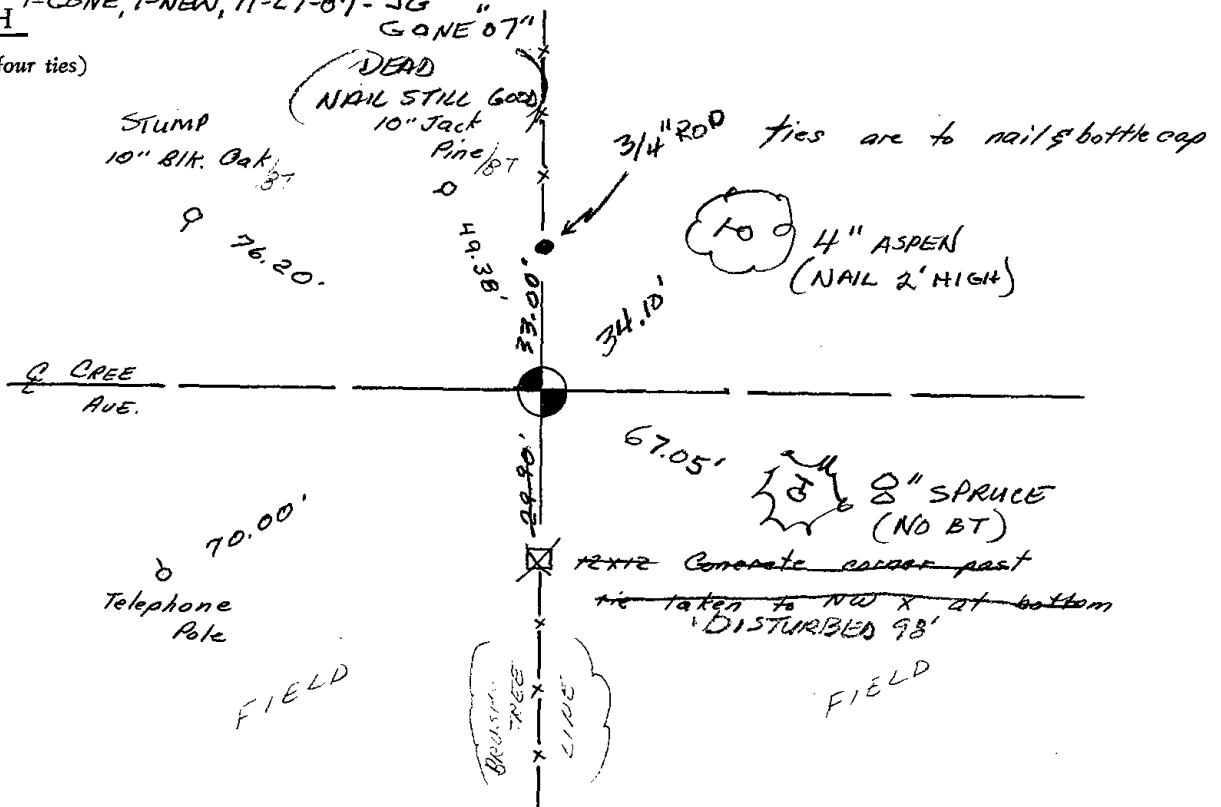 H 1-GONE, 1-NEW, 11-27-87 - JG "
GONE 07"
four ties)
(DEAD
NAIL STILL GOOD)
10" Jack
Pine/BT
STUMP
10" Blk. Oak/
BT
3/4" ROD ties are to nail & bottle cap
76.20.
49.38'
33.00'
34.10'
4" ASPEN
(NAIL 2' HIGH)
℄ CREE
AVE.
67.05'
29.90'
8" SPRUCE
(NO BT)
70.00'
12x12 Concrete corner post
tie taken to NW X at bottom
'DISTURBED 98'
Telephone
Pole
FIELD
BRUSH
TREE
LINE
FIELD